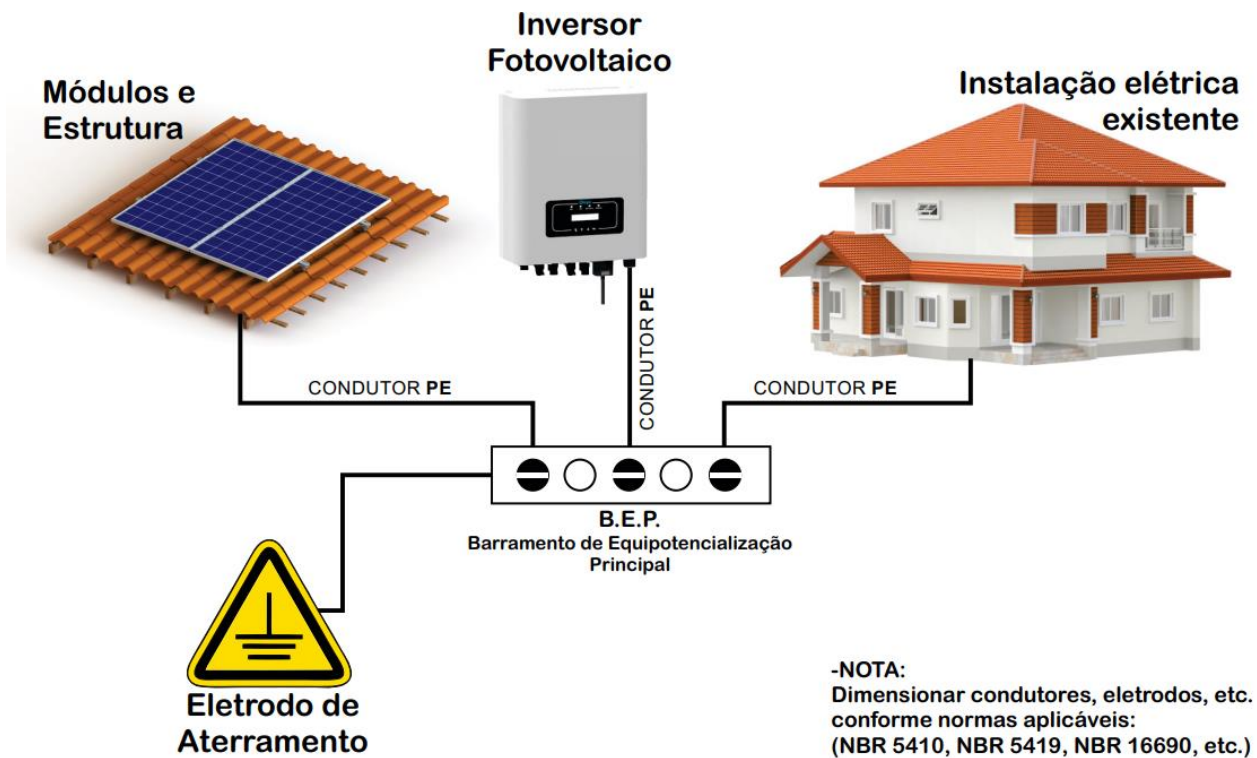 Inversor
Fotovoltaico
Módulos e
Estrutura
Instalação elétrica
existente
CONDUTOR PE
CONDUTOR PE
CONDUTOR PE
B.E.P.
Barramento de Equipotencialização
Principal
Eletrodo de
Aterramento
-NOTA:
Dimensionar condutores, eletrodos, etc.
conforme normas aplicáveis:
(NBR 5410, NBR 5419, NBR 16690, etc.)